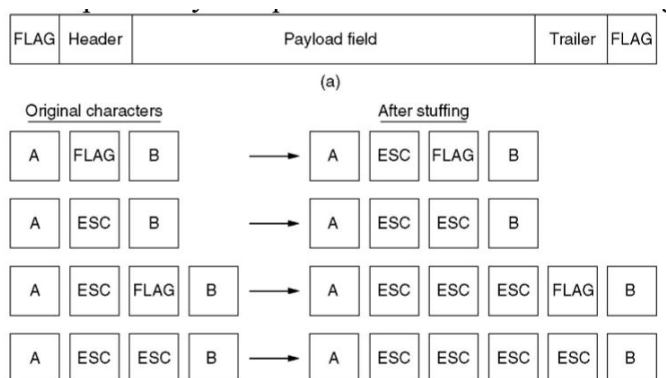 FLAG Header Payload field Trailer FLAG
(a)
Original characters After stuffing
A FLAG B A ESC FLAG B
A ESC B A ESC ESC B
A ESC FLAG B A ESC ESC ESC FLAG B
A ESC ESC B A ESC ESC ESC ESC B